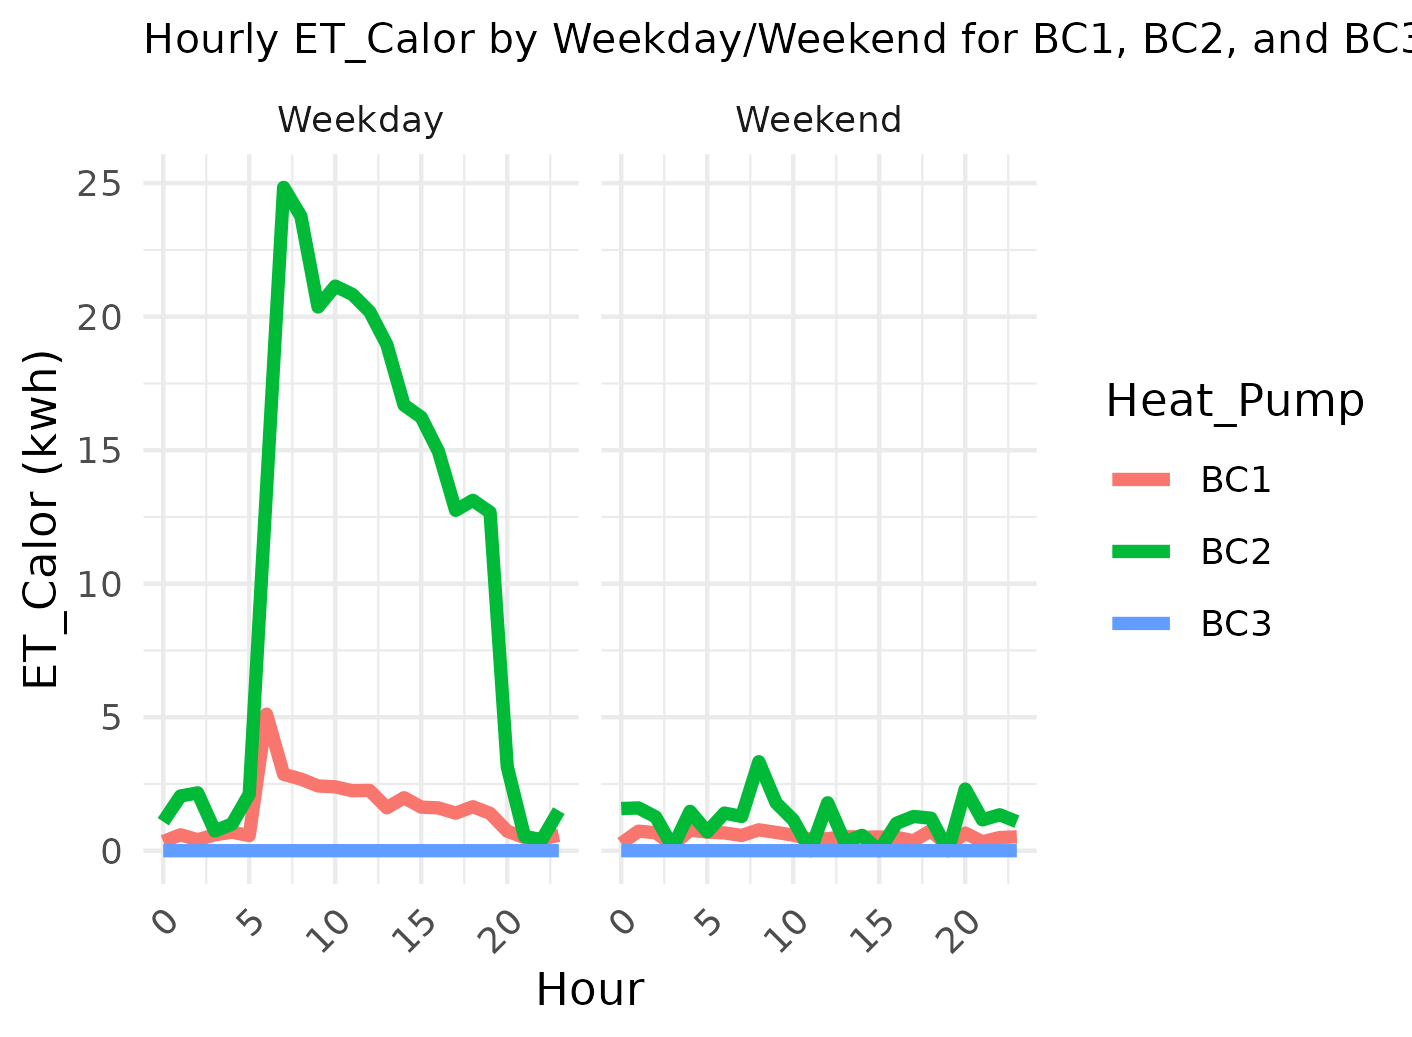 Hourly ET_Calor by Weekday/Weekend for BC1, BC2, and BC3
Weekday
Weekend
ET_Calor (kwh)
25
20
15
10
5
0
0 5 10 15 20
0 5 10 15 20
Hour
Heat_Pump
BC1
BC2
BC3